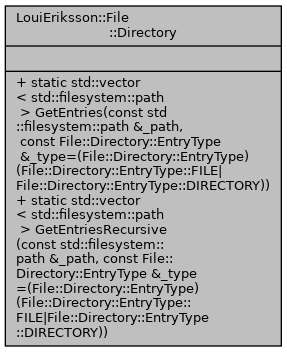 LouiEriksson::File
::Directory
+ static std::vector
< std::filesystem::path
> GetEntries(const std
::filesystem::path &_path,
const File::Directory::EntryType
&_type=(File::Directory::EntryType)
(File::Directory::EntryType::FILE|
File::Directory::EntryType::DIRECTORY))
+ static std::vector
< std::filesystem::path
> GetEntriesRecursive
(const std::filesystem::
path &_path, const File::
Directory::EntryType &_type
=(File::Directory::EntryType)
(File::Directory::EntryType::
FILE|File::Directory::EntryType
::DIRECTORY))